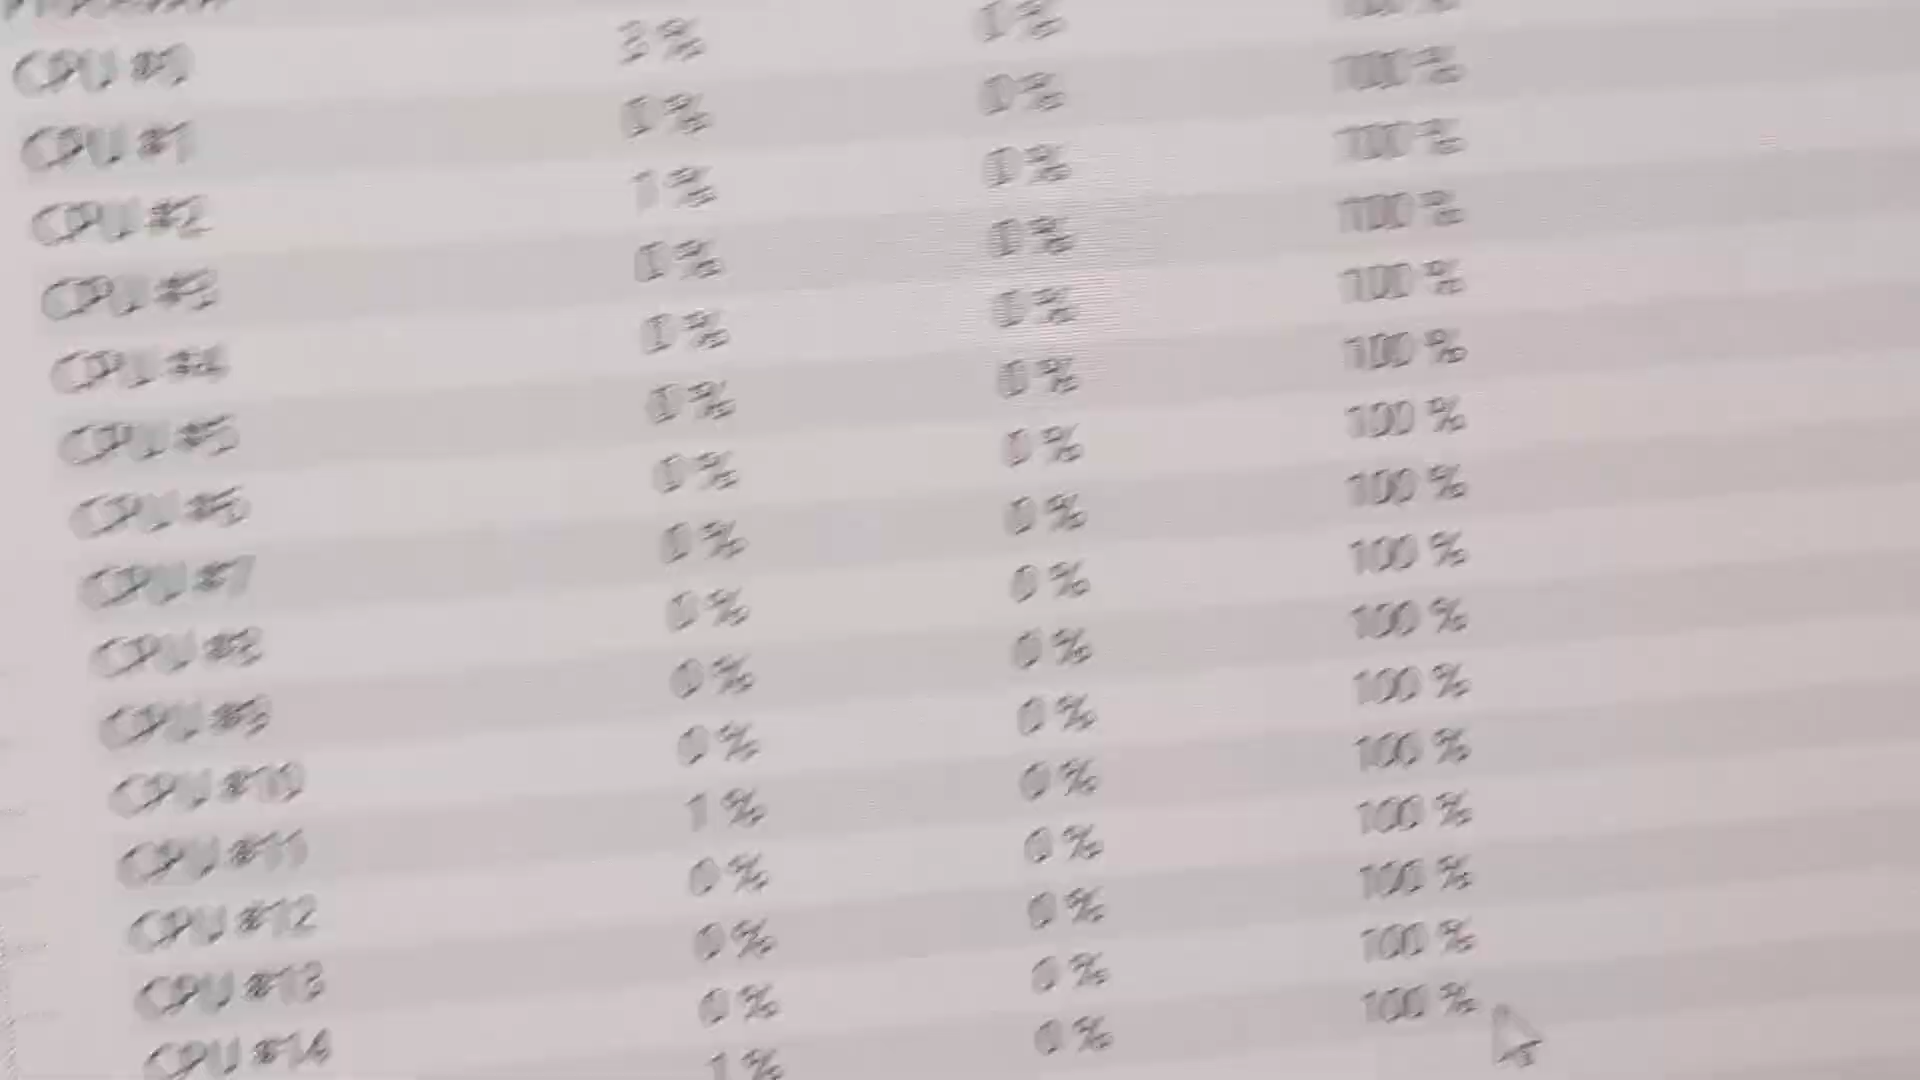 CPU #0 3 % 1 % 100 %
CPU #1 0 % 0 % 100 %
CPU #2 1 % 0 % 100 %
CPU #3 0 % 0 % 100 %
CPU #4 0 % 0 % 100 %
CPU #5 0 % 0 % 100 %
CPU #6 0 % 0 % 100 %
CPU #7 0 % 0 % 100 %
CPU #8 0 % 0 % 100 %
CPU #9 0 % 0 % 100 %
CPU #10 0 % 0 % 100 %
CPU #11 1 % 0 % 100 %
CPU #12 0 % 0 % 100 %
CPU #13 0 % 0 % 100 %
CPU #14 0 % 0 % 100 %
1 % 0 % 100 %